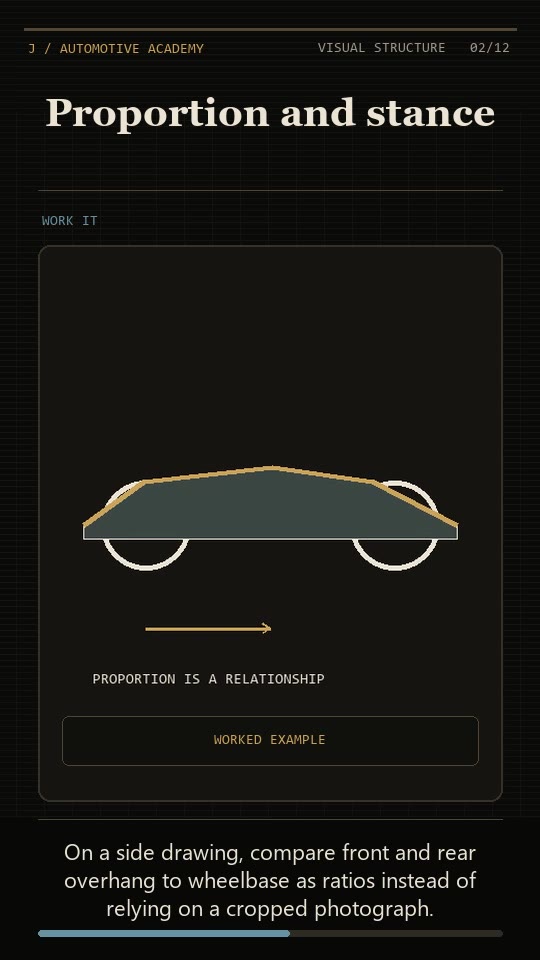 J / AUTOMOTIVE ACADEMY
VISUAL STRUCTURE 02/12
Proportion and stance
WORK IT
PROPORTION IS A RELATIONSHIP
WORKED EXAMPLE
On a side drawing, compare front and rear
overhang to wheelbase as ratios instead of
relying on a cropped photograph.